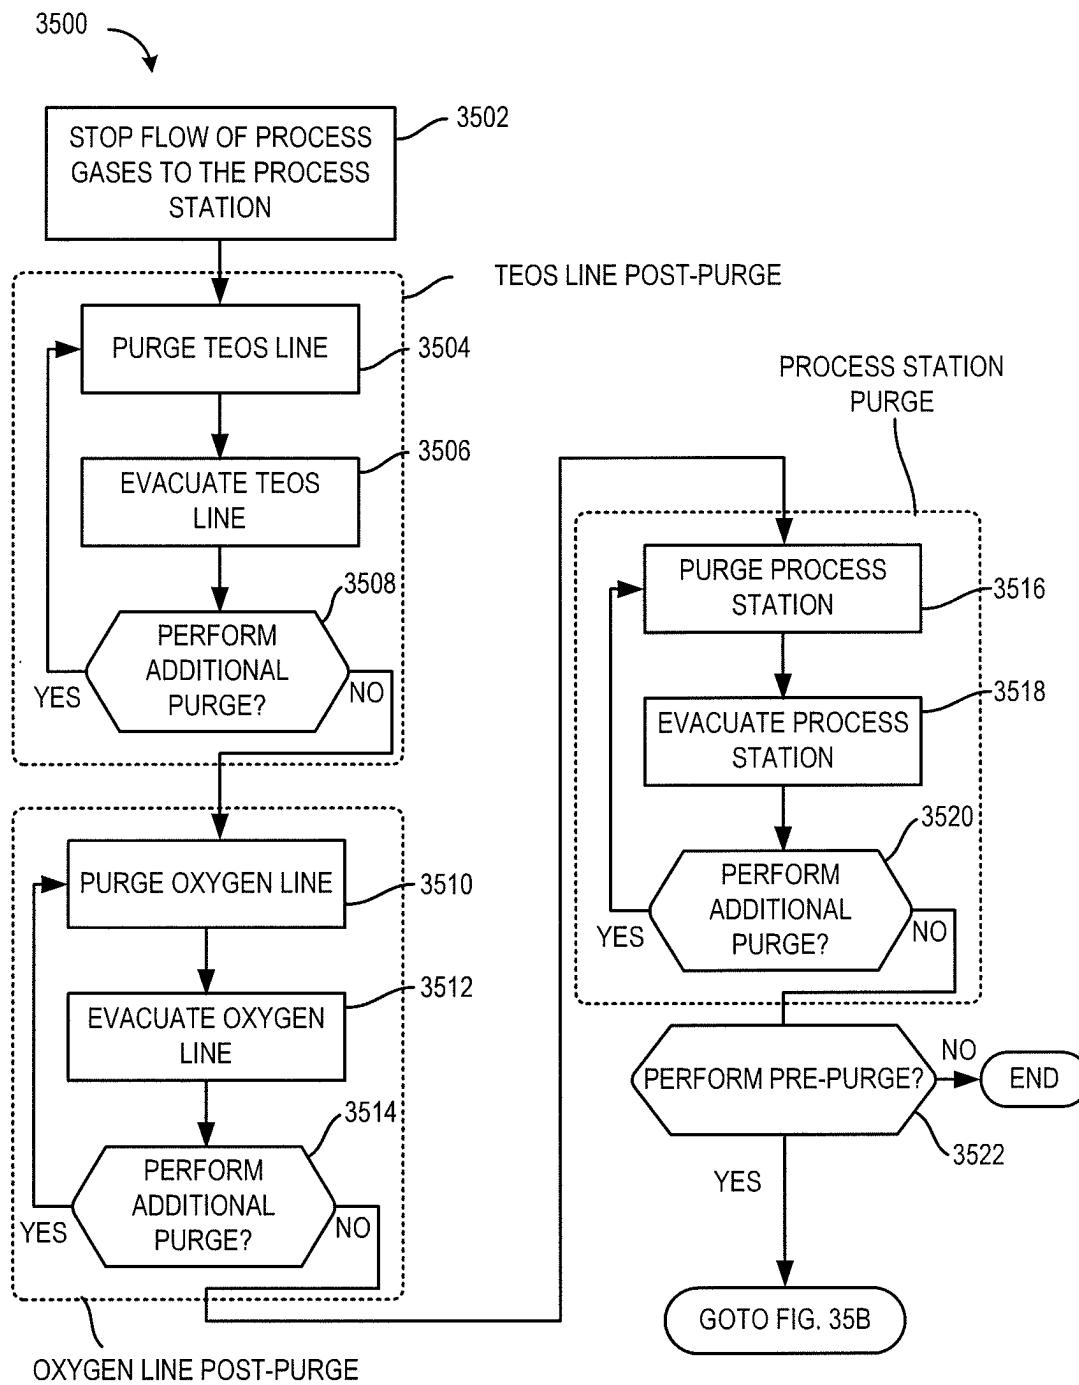 3500
STOP FLOW OF PROCESS
GASES TO THE PROCESS
STATION
3502
TEOS LINE POST-PURGE
PURGE TEOS LINE
3504
EVACUATE TEOS
LINE
3506
PERFORM
ADDITIONAL
PURGE?
3508
YES
NO
PURGE OXYGEN LINE
3510
EVACUATE OXYGEN
LINE
3512
PERFORM
ADDITIONAL
PURGE?
3514
YES
NO
OXYGEN LINE POST-PURGE
PROCESS STATION
PURGE
PURGE PROCESS
STATION
3516
EVACUATE PROCESS
STATION
3518
PERFORM
ADDITIONAL
PURGE?
3520
YES
NO
PERFORM PRE-PURGE?
3522
NO
END
YES
GOTO FIG. 35B